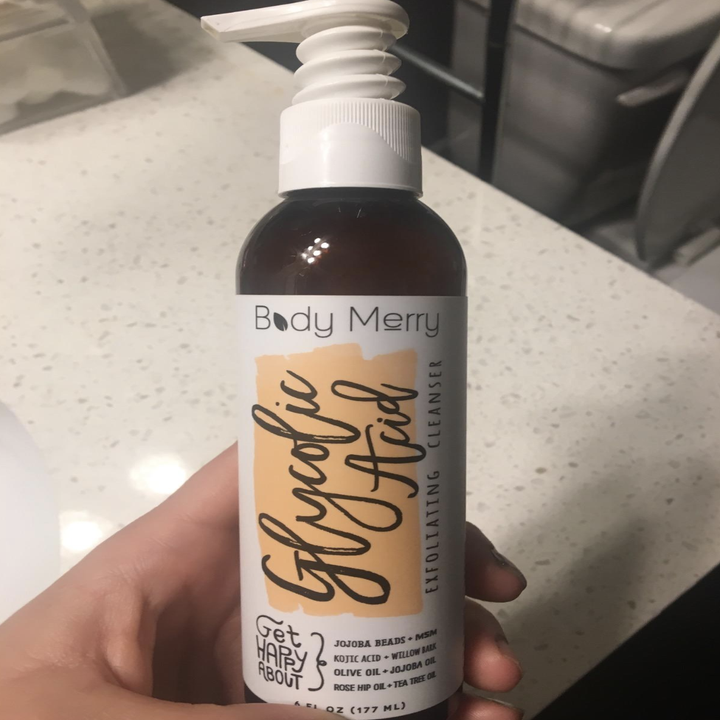 Body Merry
Glycolic
Acid
EXFOLIATING CLEANSER
Get
HAPPY
ABOUT
JOJOBA BEADS + MSM
KOJIC ACID + WILLOW BARK
OLIVE OIL + JOJOBA OIL
ROSE HIP OIL + TEA TREE OIL
6 FL OZ (177 ML)